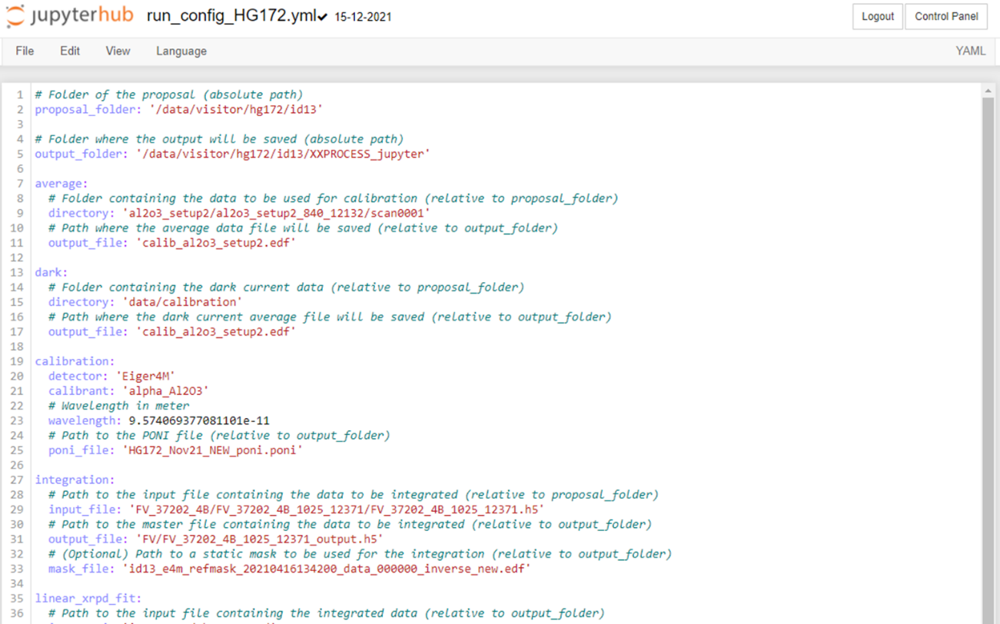 jupyterhub run_config_HG172.yml✔ 15-12-2021 Logout Control Panel
File Edit View Language YAML
1 # Folder of the proposal (absolute path)
2 proposal_folder: '/data/visitor/hg172/id13'
3
4 # Folder where the output will be saved (absolute path)
5 output_folder: '/data/visitor/hg172/id13/XXPROCESS_jupyter'
6
7 average:
8   # Folder containing the data to be used for calibration (relative to proposal_folder)
9   directory: 'al2o3_setup2/al2o3_setup2_840_12132/scan0001'
10   # Path where the average data file will be saved (relative to output_folder)
11   output_file: 'calib_al2o3_setup2.edf'
12
13 dark:
14   # Folder containing the dark current data (relative to proposal_folder)
15   directory: 'data/calibration'
16   # Path where the dark current average file will be saved (relative to output_folder)
17   output_file: 'calib_al2o3_setup2.edf'
18
19 calibration:
20   detector: 'Eiger4M'
21   calibrant: 'alpha_Al2O3'
22   # Wavelength in meter
23   wavelength: 9.574069377081101e-11
24   # Path to the PONI file (relative to output_folder)
25   poni_file: 'HG172_Nov21_NEW_poni.poni'
26
27 integration:
28   # Path to the input file containing the data to be integrated (relative to proposal_folder)
29   input_file: 'FV_37202_4B/FV_37202_4B_1025_12371/FV_37202_4B_1025_12371.h5'
30   # Path to the master file containing the data to be integrated (relative to output_folder)
31   output_file: 'FV/FV_37202_4B_1025_12371_output.h5'
32   # (Optional) Path to a static mask to be used for the integration (relative to output_folder)
33   mask_file: 'id13_e4m_refmask_20210416134200_data_000000_inverse_new.edf'
34
35 linear_xrpd_fit:
36   # Path to the input file containing the integrated data (relative to output_folder)